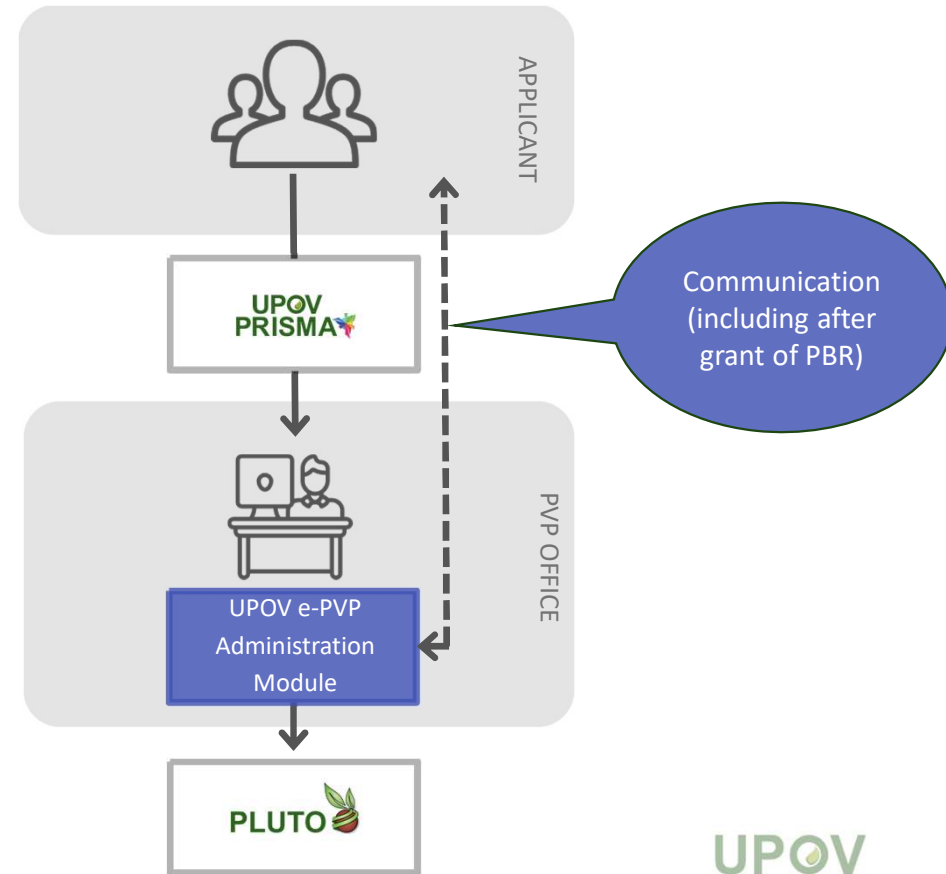 APPLICANT
UPOV
PRISMA
Communication
(including after
grant of PBR)
PVP OFFICE
UPOV e-PVP
Administration
Module
PLUTO
UPOV